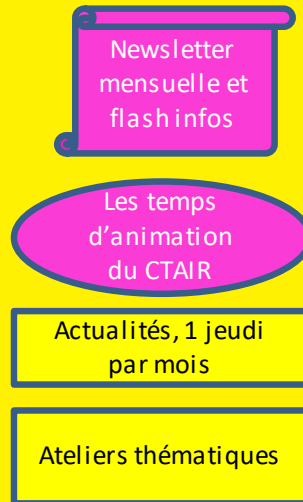 Newsletter
mensuelle et
flash infos
Les temps
d’animation
du CTAIR
Actualités, 1 jeudi
par mois
Ateliers thématiques